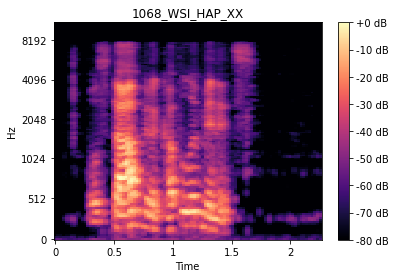 1068_WSI_HAP_XX
8192
4096
2048
1024
512
0
Hz
0
0.5
1
1.5
2
Time
+0 dB
-10 dB
-20 dB
-30 dB
-40 dB
-50 dB
-60 dB
-70 dB
-80 dB